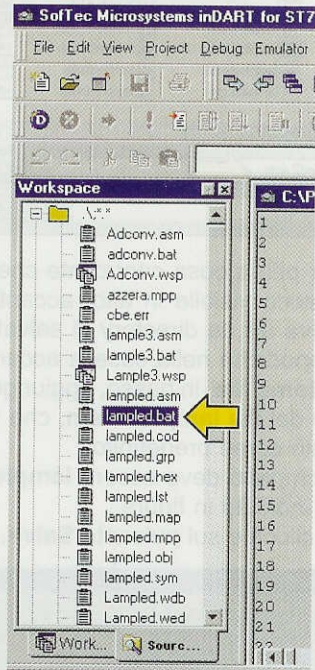 SofTec Microsystems inDART for ST7
File Edit View Project Debug Emulator
Workspace
C:\P
.\*.*
Adconv.asm
adconv.bat
Adconv.wsp
azzera.mpp
cbe.err
lample3.asm
lample3.bat
Lample3.wsp
lampled.asm
lampled.bat
lampled.cod
lampled.grp
lampled.hex
lampled.lst
lampled.map
lampled.mpp
lampled.obj
lampled.sym
Lampled.wdb
Lampled.wed
Work...
Sourc...
1
2
3
4
5
6
7
8
9
10
11
12
13
14
15
16
17
18
19
20
21
22